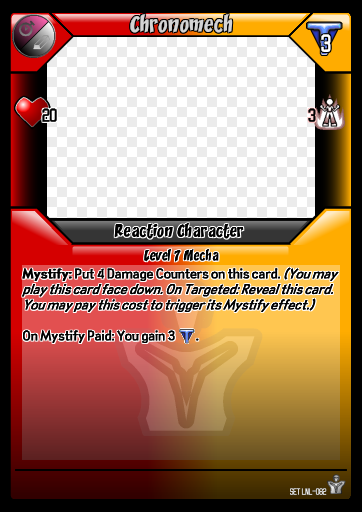 Chronomech
3
20
3
Reaction Character
Level 7 Mecha
Mystify: Put 4 Damage Counters on this card. (You may
play this card face down. On Targeted: Reveal this card.
You may pay this cost to trigger its Mystify effect.)
On Mystify Paid: You gain 3 .
SET LNL-082